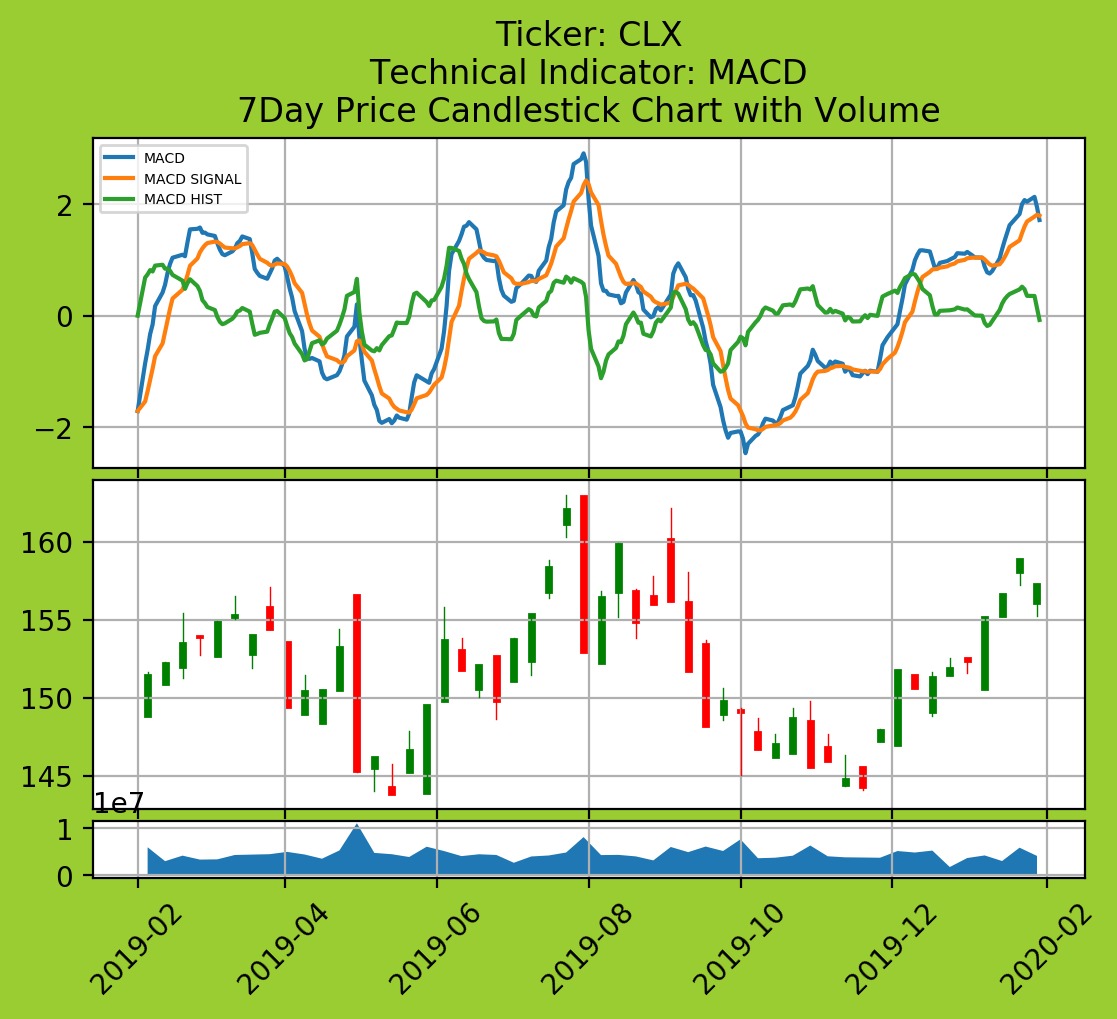 Ticker: CLX
Technical Indicator: MACD
7Day Price Candlestick Chart with Volume
MACD
MACD SIGNAL
MACD HIST
2
0
−2
160
155
150
145
1e7
1
0
2019-02
2019-04
2019-06
2019-08
2019-10
2019-12
2020-02